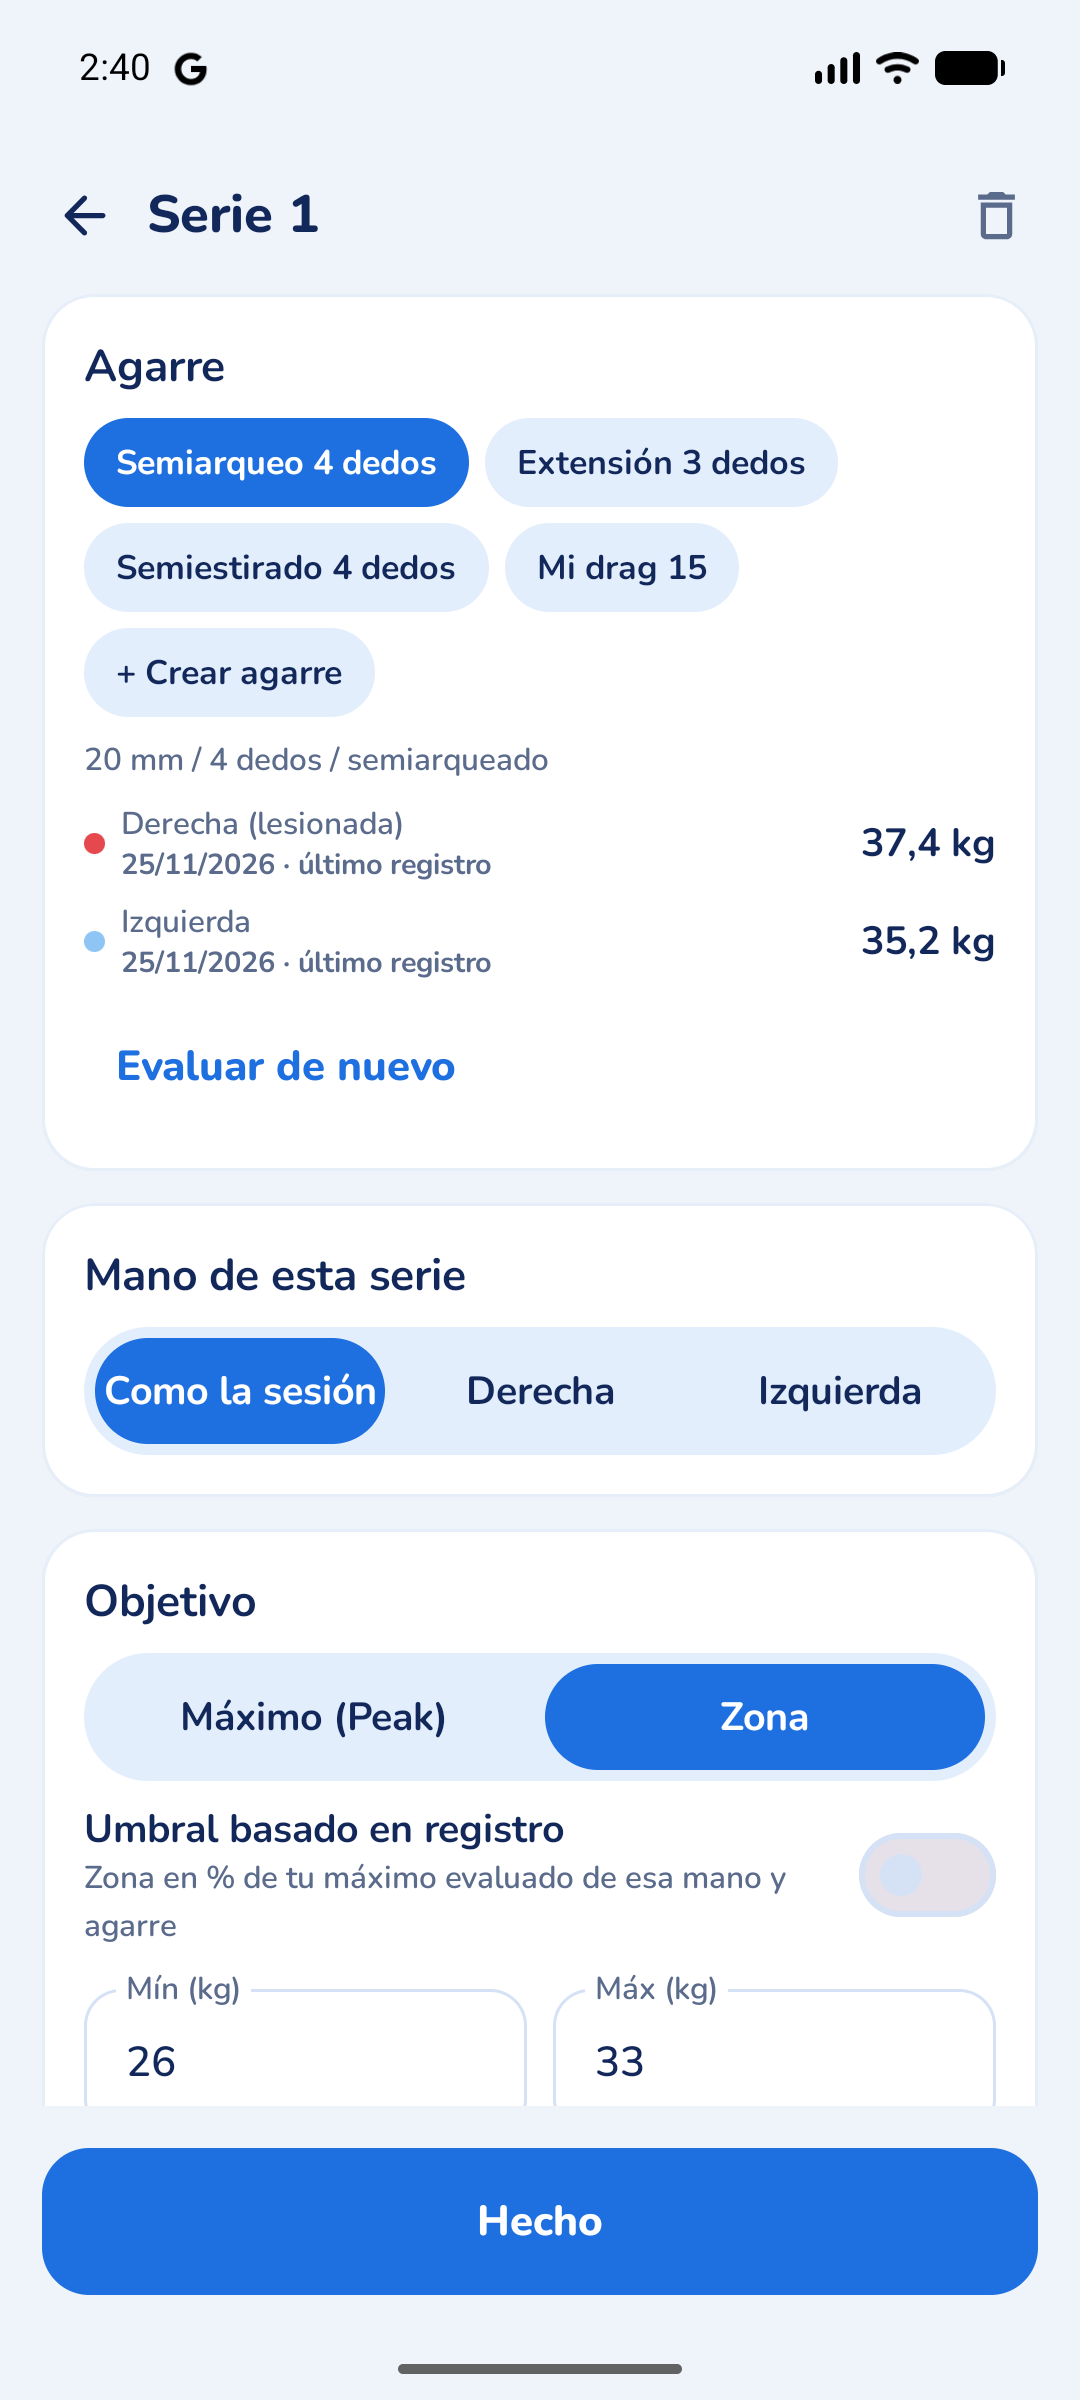 2:40
Serie 1
Agarre
Semiarqueo 4 dedos
Extensión 3 dedos
Semiestirado 4 dedos
Mi drag 15
+ Crear agarre
20 mm / 4 dedos / semiarqueado
Derecha (lesionada)
25/11/2026 · último registro
37,4 kg
Izquierda
25/11/2026 · último registro
35,2 kg
Evaluar de nuevo
Mano de esta serie
Como la sesión
Derecha
Izquierda
Objetivo
Máximo (Peak)
Zona
Umbral basado en registro
Zona en % de tu máximo evaluado de esa mano y
agarre
Mín (kg)
26
Máx (kg)
33
Hecho